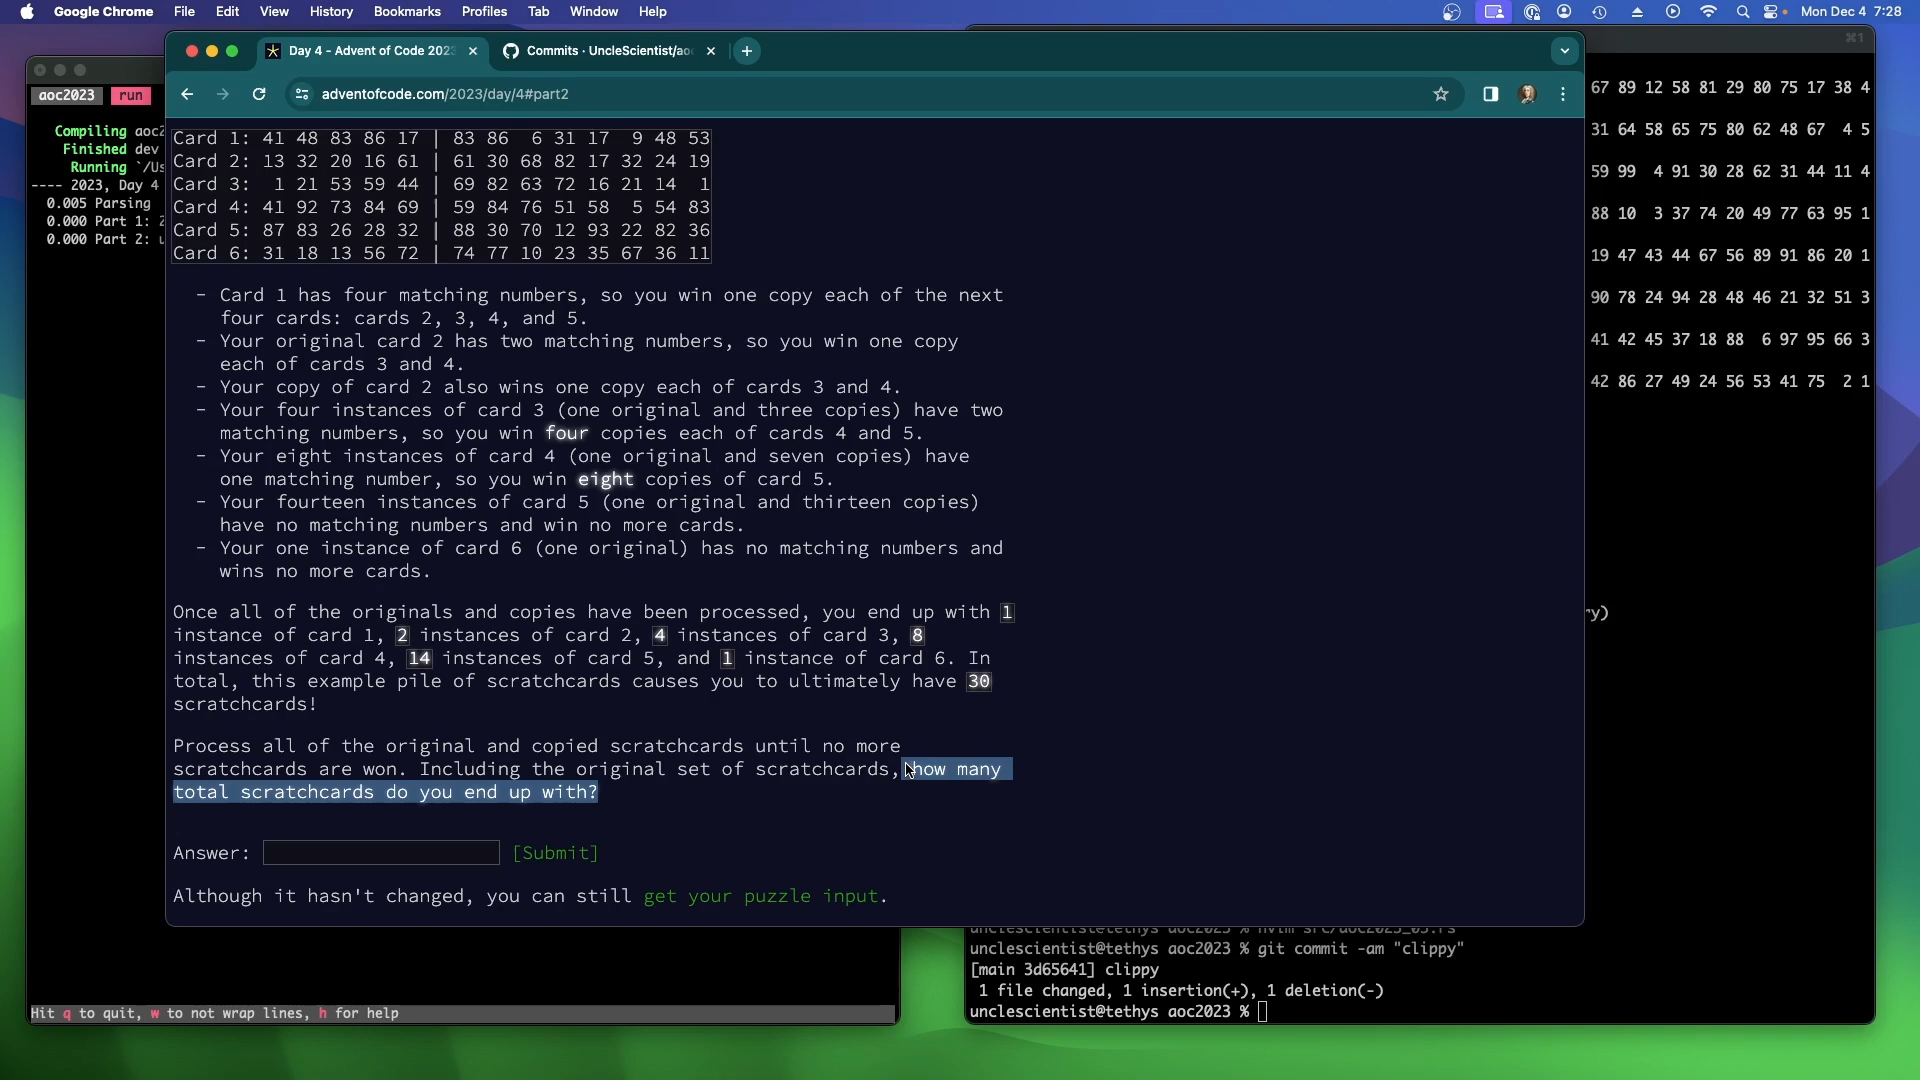 Google Chrome File Edit View History Bookmarks Profiles Tab Window Help Mon Dec 4 7:28
Day 4 - Advent of Code 2023 Commits · UncleScientist/ao
adventofcode.com/2023/day/4#part2
⌘1
aoc2023 run
Compiling aoc2
Finished dev
Running `/Us
---- 2023, Day 4
0.005 Parsing
0.000 Part 1: 2
0.000 Part 2: u
Hit q to quit, w to not wrap lines, h for help
Card 1: 41 48 83 86 17 | 83 86  6 31 17  9 48 53
Card 2: 13 32 20 16 61 | 61 30 68 82 17 32 24 19
Card 3:  1 21 53 59 44 | 69 82 63 72 16 21 14  1
Card 4: 41 92 73 84 69 | 59 84 76 51 58  5 54 83
Card 5: 87 83 26 28 32 | 88 30 70 12 93 22 82 36
Card 6: 31 18 13 56 72 | 74 77 10 23 35 67 36 11
- Card 1 has four matching numbers, so you win one copy each of the next
four cards: cards 2, 3, 4, and 5.
- Your original card 2 has two matching numbers, so you win one copy
each of cards 3 and 4.
- Your copy of card 2 also wins one copy each of cards 3 and 4.
- Your four instances of card 3 (one original and three copies) have two
matching numbers, so you win four copies each of cards 4 and 5.
- Your eight instances of card 4 (one original and seven copies) have
one matching number, so you win eight copies of card 5.
- Your fourteen instances of card 5 (one original and thirteen copies)
have no matching numbers and win no more cards.
- Your one instance of card 6 (one original) has no matching numbers and
wins no more cards.
Once all of the originals and copies have been processed, you end up with 1
instance of card 1, 2 instances of card 2, 4 instances of card 3, 8
instances of card 4, 14 instances of card 5, and 1 instance of card 6. In
total, this example pile of scratchcards causes you to ultimately have 30
scratchcards!
Process all of the original and copied scratchcards until no more
scratchcards are won. Including the original set of scratchcards, how many
total scratchcards do you end up with?
Answer: [Submit]
Although it hasn't changed, you can still get your puzzle input.
67 89 12 58 81 29 80 75 17 38 4
31 64 58 65 75 80 62 48 67  4 5
59 99  4 91 30 28 62 31 44 11 4
88 10  3 37 74 20 49 77 63 95 1
19 47 43 44 67 56 89 91 86 20 1
90 78 24 94 28 48 46 21 32 51 3
41 42 45 37 18 88  6 97 95 66 3
42 86 27 49 24 56 53 41 75  2 1
ry)
unclescientist@tethys aoc2023 % nvim src/aoc2023_03.rs
unclescientist@tethys aoc2023 % git commit -am "clippy"
[main 3d65641] clippy
1 file changed, 1 insertion(+), 1 deletion(-)
unclescientist@tethys aoc2023 %